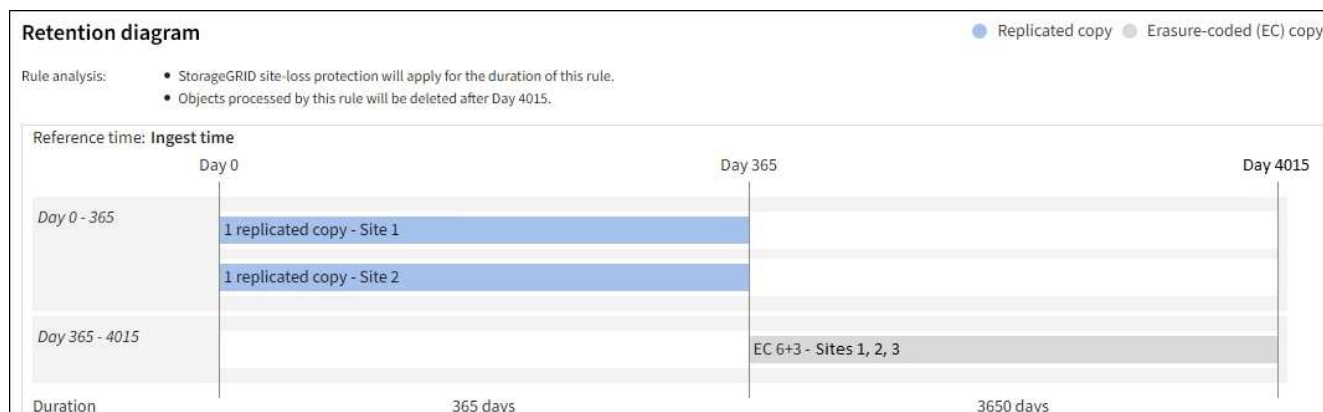 Retention diagram
Replicated copy Erasure-coded (EC) copy
Rule analysis:
• StorageGRID site-loss protection will apply for the duration of this rule.
• Objects processed by this rule will be deleted after Day 4015.
Reference time: Ingest time
Day 0 Day 365 Day 4015
Day 0 - 365
1 replicated copy - Site 1
1 replicated copy - Site 2
Day 365 - 4015
EC 6+3 - Sites 1, 2, 3
Duration 365 days 3650 days